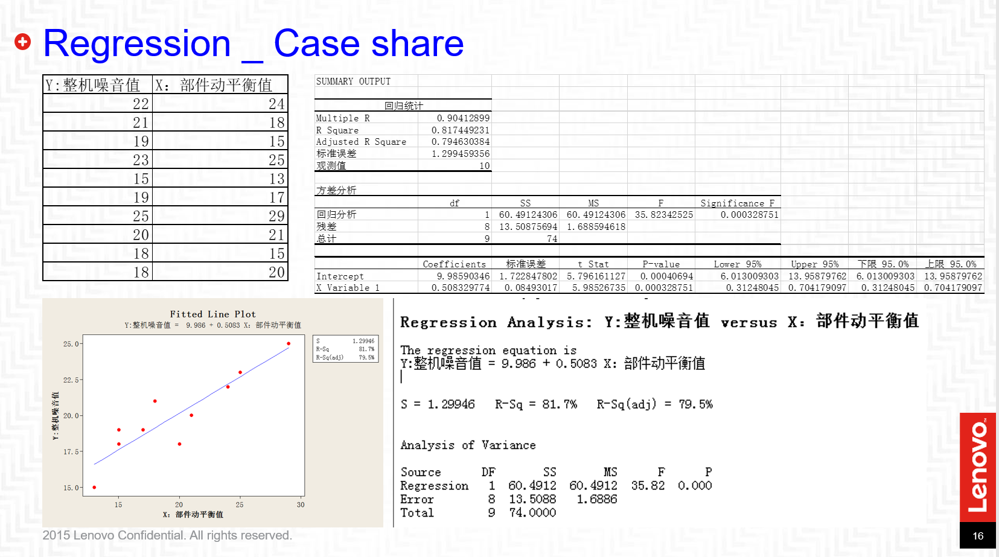 Regression _ Case share
Y:整机噪音值 X：部件动平衡值
22 24
21 18
19 15
23 25
15 13
19 17
25 29
20 21
18 15
18 20
SUMMARY OUTPUT
回归统计
Multiple R 0.90412899
R Square 0.817449231
Adjusted R Square 0.794630384
标准误差 1.299459356
观测值 10
方差分析
df SS MS F Significance F
回归分析 1 60.49124306 60.49124306 35.82342525 0.000328751
残差 8 13.50875694 1.688594618
总计 9 74
Coefficients 标准误差 t Stat P-value Lower 95% Upper 95% 下限 95.0% 上限 95.0%
Intercept 9.98590346 1.722847802 5.796161127 0.00040694 6.013009303 13.95879762 6.013009303 13.95879762
X Variable 1 0.508329774 0.08493017 5.98526735 0.000328751 0.31248045 0.704179097 0.31248045 0.704179097
Fitted Line Plot
Y:整机噪音值 = 9.986 + 0.5083 X：部件动平衡值
S 1.29946
R-Sq 81.7%
R-Sq(adj) 79.5%
25.0
22.5
20.0
17.5
15.0
Y:整机噪音值
15 20 25 30
X：部件动平衡值
Regression Analysis: Y:整机噪音值 versus X：部件动平衡值
The regression equation is
Y:整机噪音值 = 9.986 + 0.5083 X：部件动平衡值
S = 1.29946 R-Sq = 81.7% R-Sq(adj) = 79.5%
Analysis of Variance
Source DF SS MS F P
Regression 1 60.4912 60.4912 35.82 0.000
Error 8 13.5088 1.6886
Total 9 74.0000
2015 Lenovo Confidential. All rights reserved.
Lenovo™
16